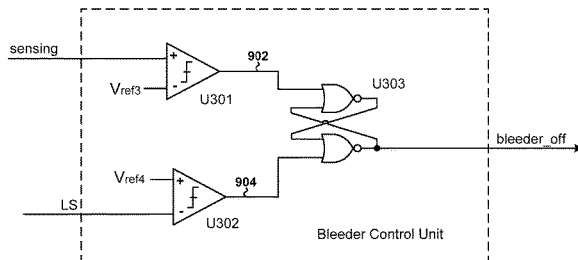 sensing
902
+
U303
Vref3
-
U301
bleeder_off
Vref4
+
904
LS
-
U302
Bleeder Control Unit